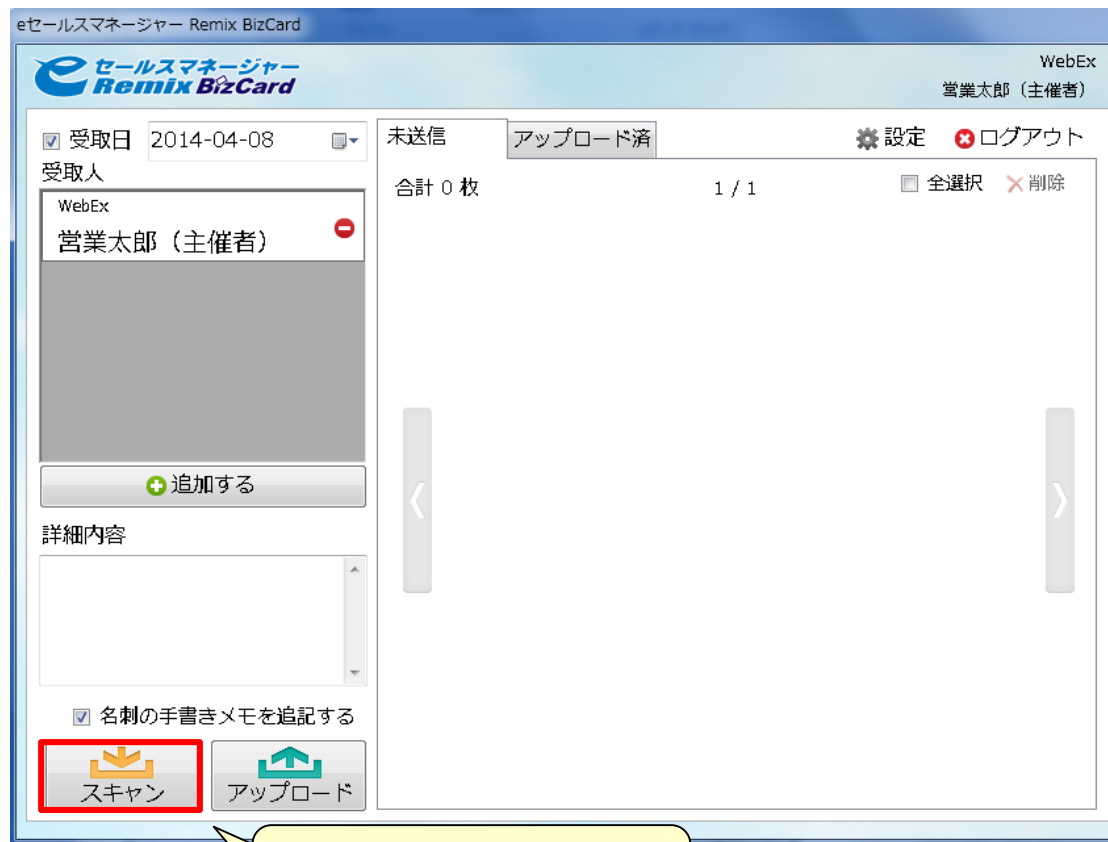 eセールスマネージャー Remix BizCard
eセールスマネージャー
Remix BizCard
WebEx
営業太郎（主催者）
受取日 2014-04-08
受取人
WebEx
営業太郎（主催者）
追加する
詳細内容
名刺の手書きメモを追記する
スキャン アップロード
未送信 アップロード済 設定 ログアウト
合計 0 枚 1 / 1 全選択 削除